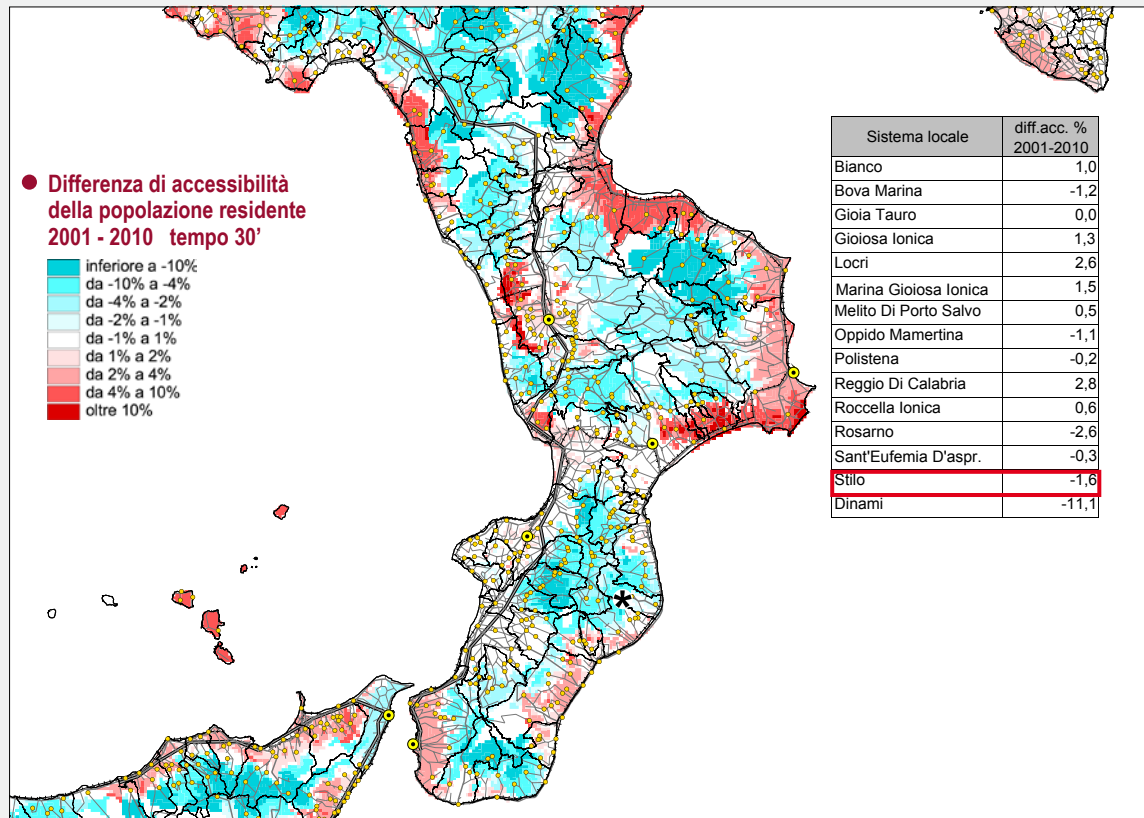 Differenza di accessibilità
della popolazione residente
2001 - 2010 tempo 30'
inferiore a -10%
da -10% a -4%
da -4% a -2%
da -2% a -1%
da -1% a 1%
da 1% a 2%
da 2% a 4%
da 4% a 10%
oltre 10%
Sistema locale diff.acc. %
2001-2010
Bianco 1,0
Bova Marina -1,2
Gioia Tauro 0,0
Gioiosa Ionica 1,3
Locri 2,6
Marina Gioiosa Ionica 1,5
Melito Di Porto Salvo 0,5
Oppido Mamertina -1,1
Polistena -0,2
Reggio Di Calabria 2,8
Roccella Ionica 0,6
Rosarno -2,6
Sant'Eufemia D'aspr. -0,3
Stilo -1,6
Dinami -11,1
*